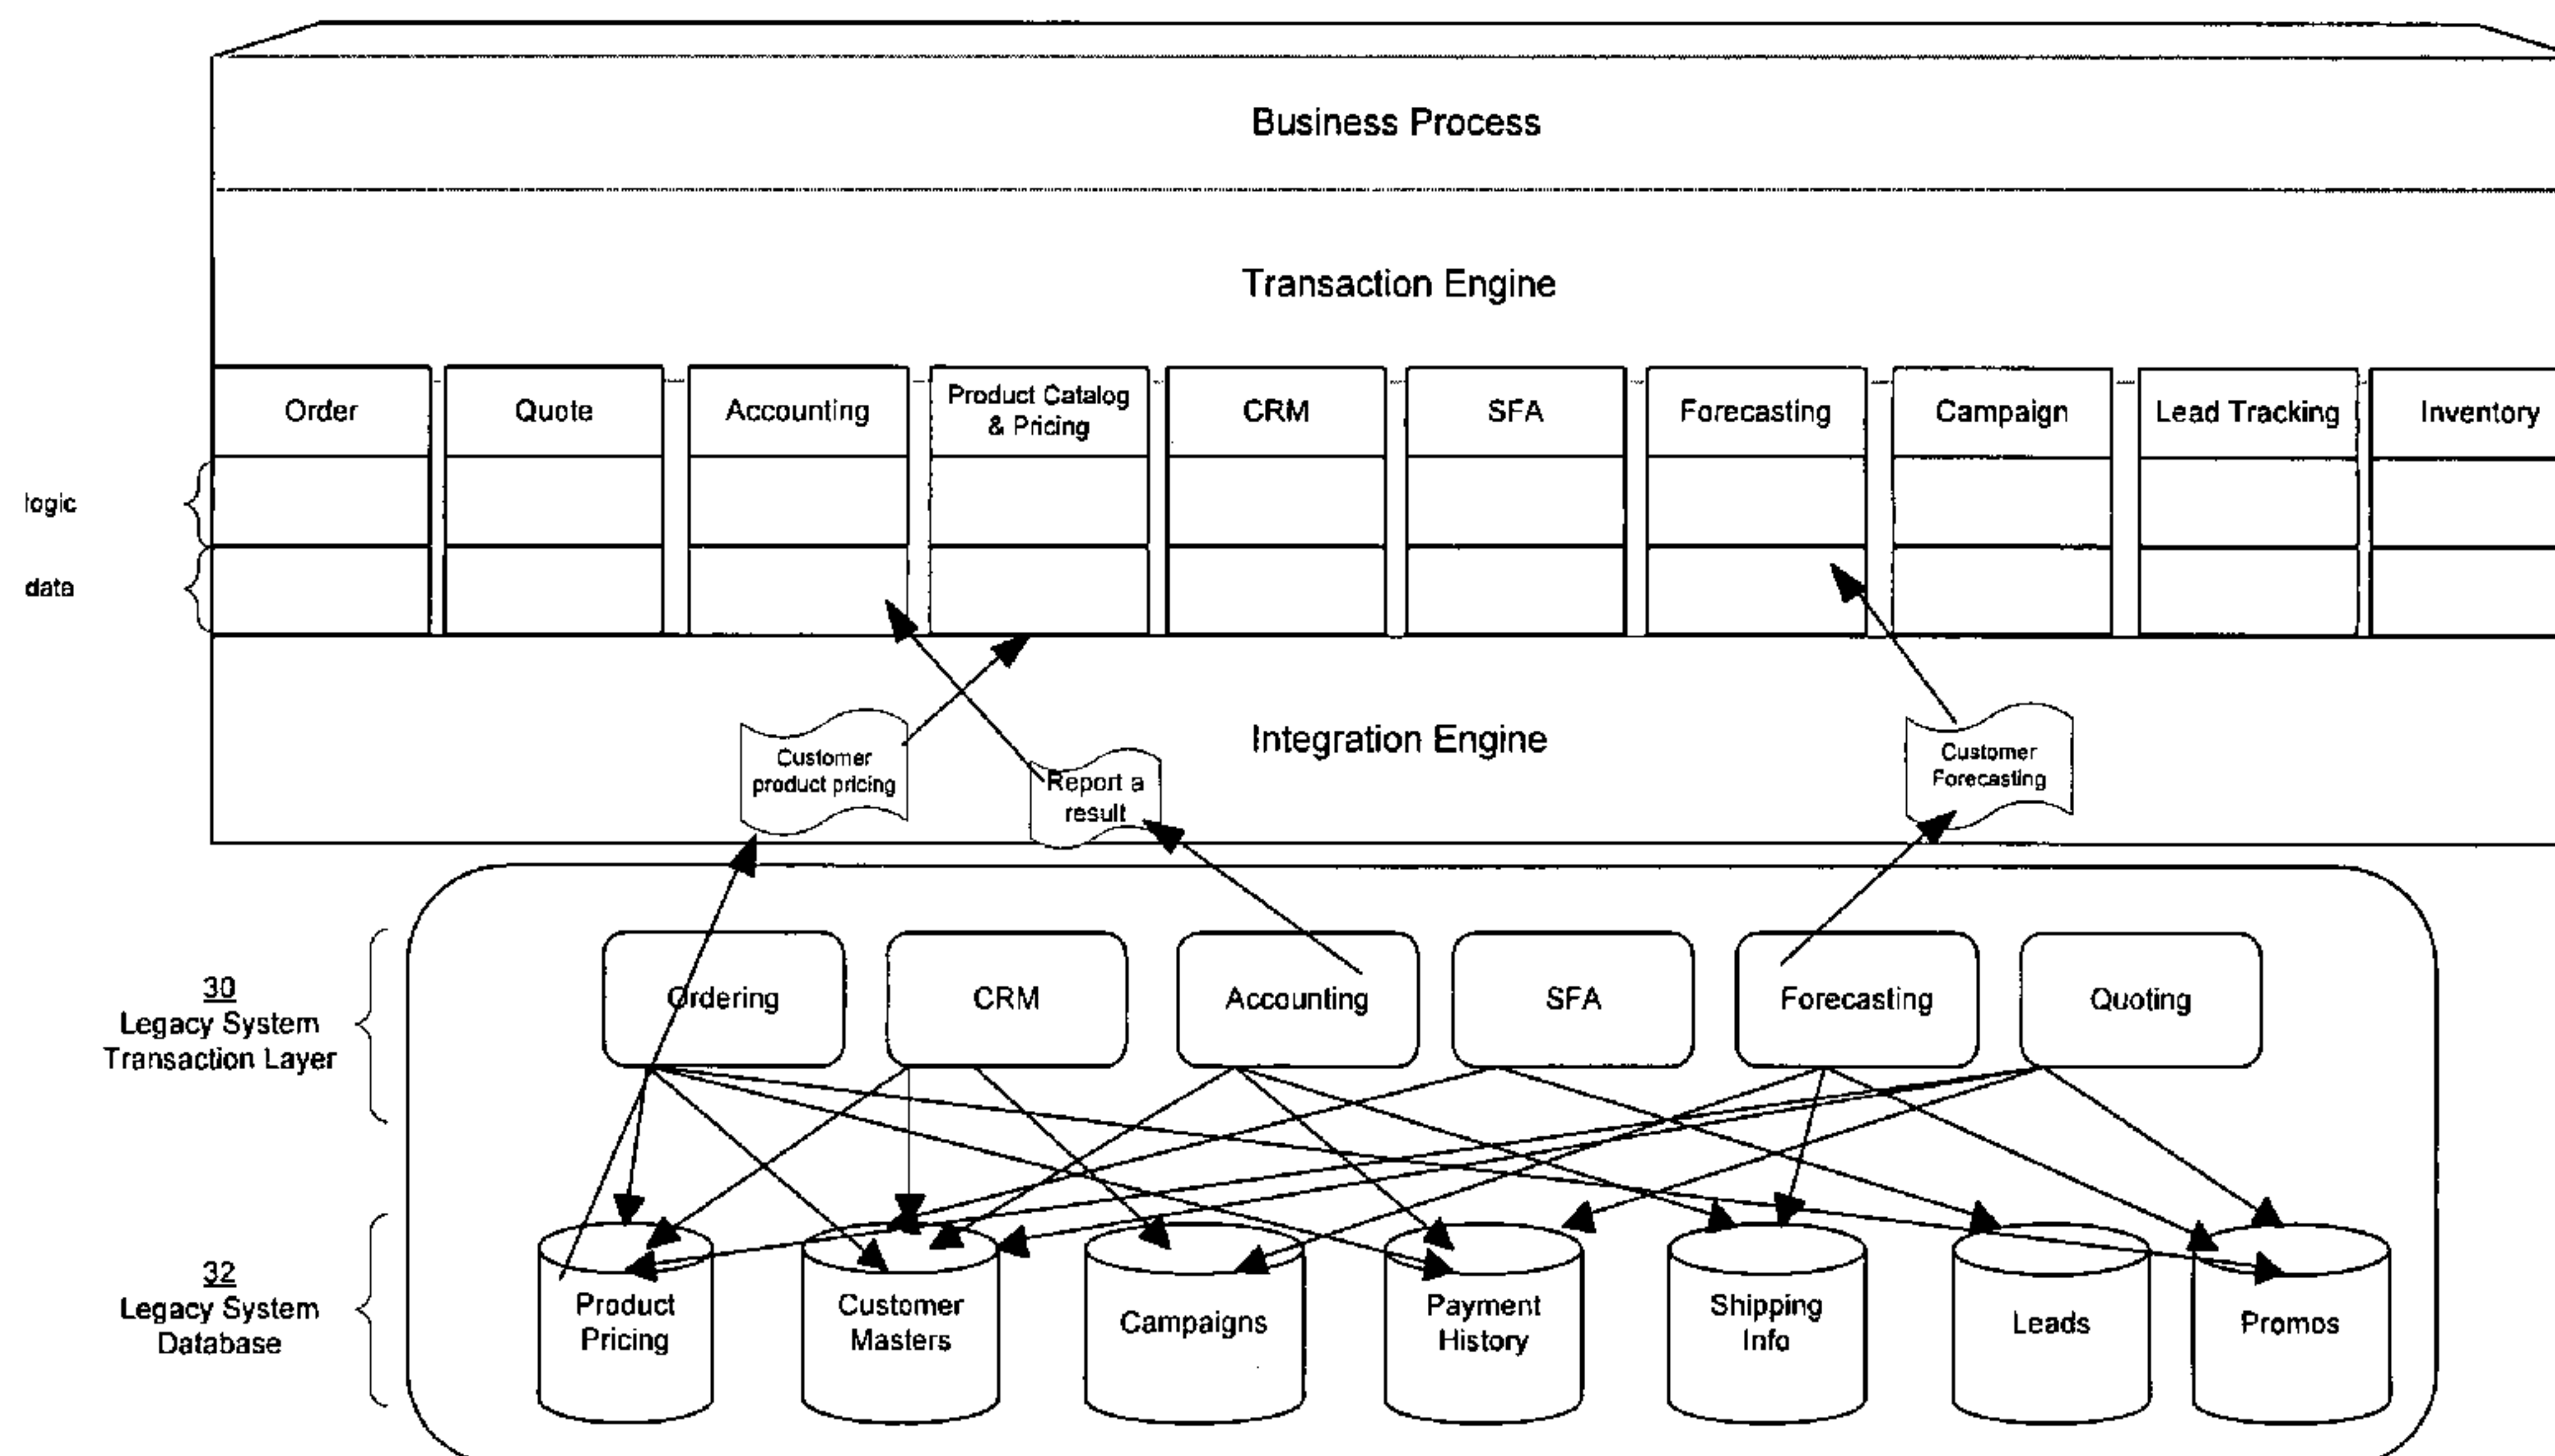 Business Process
Transaction Engine
Order
Quote
Accounting
Product Catalog
& Pricing
CRM
SFA
Forecasting
Campaign
Lead Tracking
Inventory
logic
data
Integration Engine
Customer
product pricing
Report a
result
Customer
Forecasting
30
Legacy System
Transaction Layer
Ordering
CRM
Accounting
SFA
Forecasting
Quoting
32
Legacy System
Database
Product
Pricing
Customer
Masters
Campaigns
Payment
History
Shipping
Info
Leads
Promos